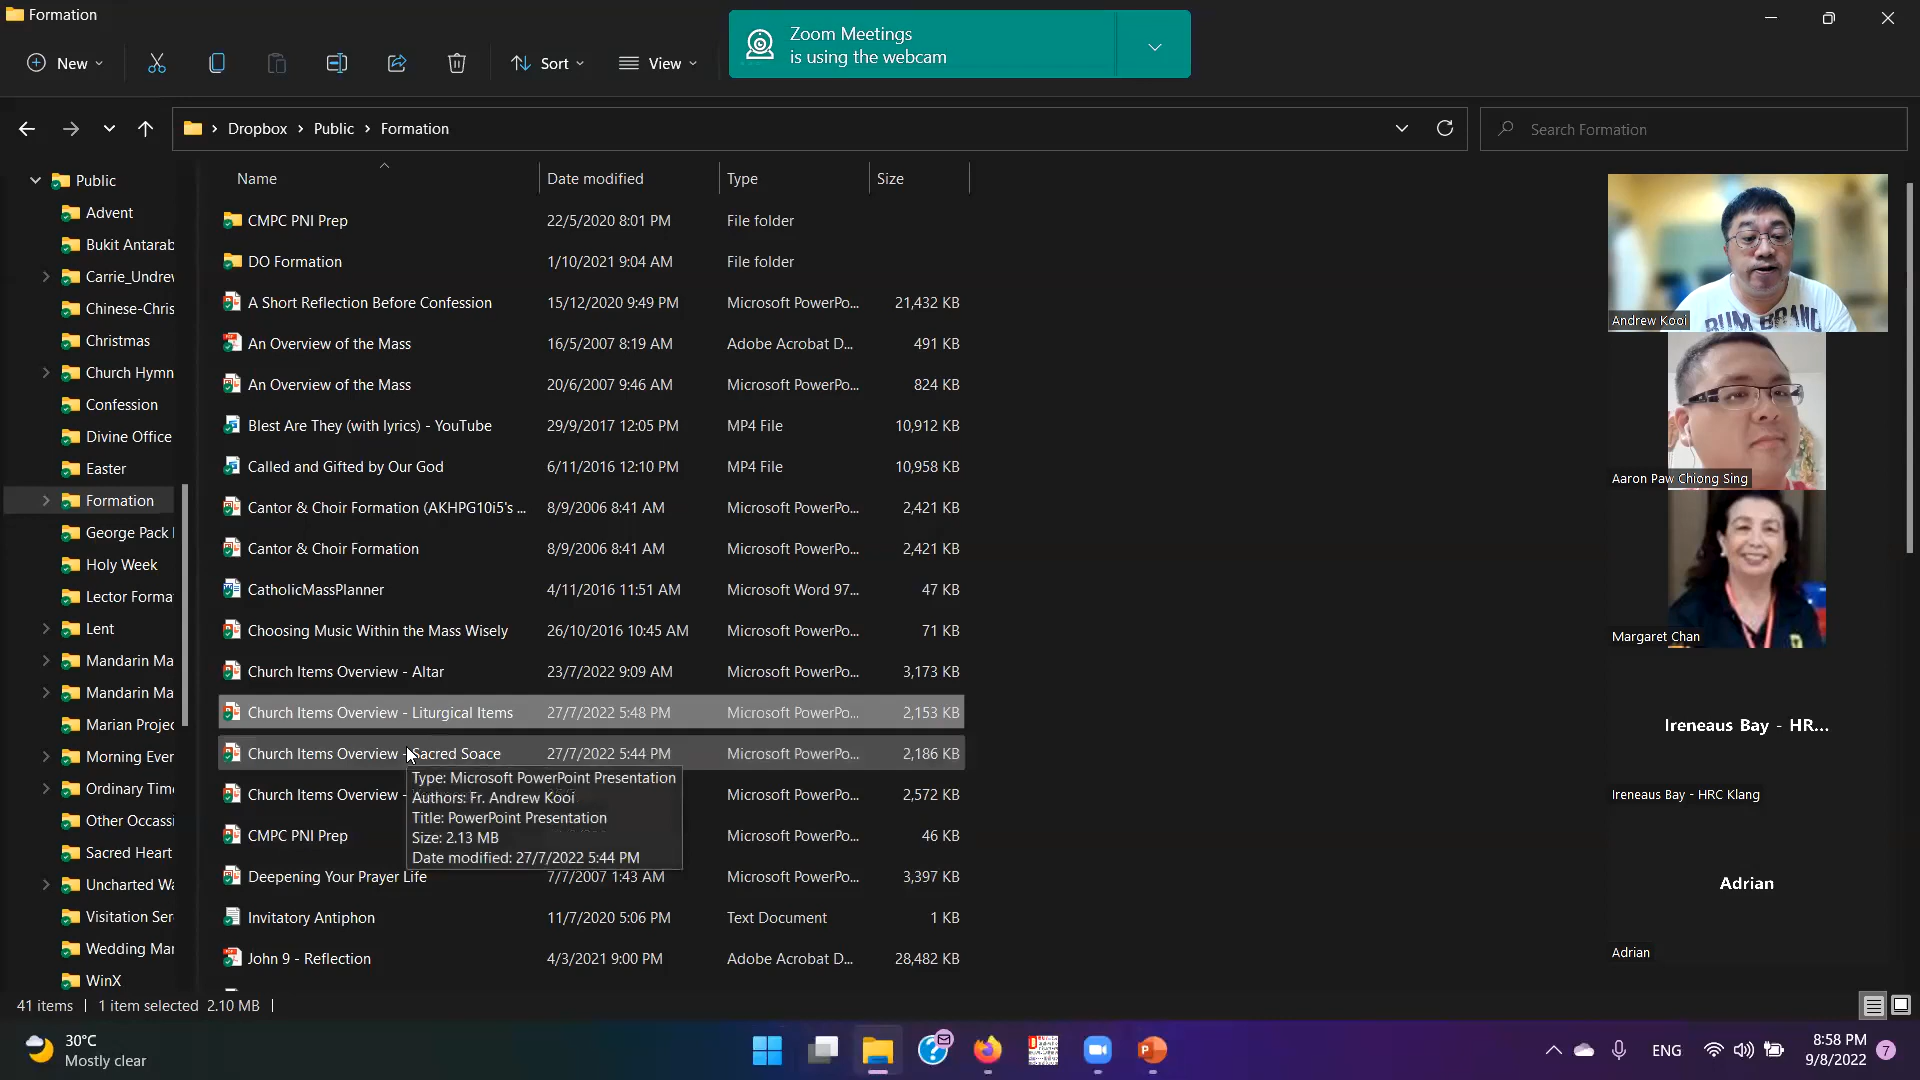 Formation
Zoom Meetings
is using the webcam
New
Sort
View
Dropbox
Public
Formation
Search Formation
Public
Advent
Bukit Antarab
Carrie_Undrev
Chinese-Chris
Christmas
Church Hymn
Confession
Divine Office
Easter
Formation
George Pack
Holy Week
Lector Forma
Lent
Mandarin Ma
Mandarin Ma
Marian Projec
Morning Ever
Ordinary Time
Other Occassi
Sacred Heart
Uncharted Wa
Visitation Ser
Wedding Mar
WinX
Name Date modified Type Size
CMPC PNI Prep 22/5/2020 8:01 PM File folder
DO Formation 1/10/2021 9:04 AM File folder
A Short Reflection Before Confession 15/12/2020 9:49 PM Microsoft PowerPo... 21,432 KB
An Overview of the Mass 16/5/2007 8:19 AM Adobe Acrobat D... 491 KB
An Overview of the Mass 20/6/2007 9:46 AM Microsoft PowerPo... 824 KB
Blest Are They (with lyrics) - YouTube 29/9/2017 12:05 PM MP4 File 10,912 KB
Called and Gifted by Our God 6/11/2016 12:10 PM MP4 File 10,958 KB
Cantor & Choir Formation (AKHPG10i5's ... 8/9/2006 8:41 AM Microsoft PowerPo... 2,421 KB
Cantor & Choir Formation 8/9/2006 8:41 AM Microsoft PowerPo... 2,421 KB
CatholicMassPlanner 4/11/2016 11:51 AM Microsoft Word 97... 47 KB
Choosing Music Within the Mass Wisely 26/10/2016 10:45 AM Microsoft PowerPo... 71 KB
Church Items Overview - Altar 23/7/2022 9:09 AM Microsoft PowerPo... 3,173 KB
Church Items Overview - Liturgical Items 27/7/2022 5:48 PM Microsoft PowerPo... 2,153 KB
Church Items Overview - Sacred Soace 27/7/2022 5:44 PM Microsoft PowerPo... 2,186 KB
Church Items Overview - Microsoft PowerPo... 2,572 KB
CMPC PNI Prep Microsoft PowerPo... 46 KB
Deepening Your Prayer Life 7/7/2007 1:43 AM Microsoft PowerPo... 3,397 KB
Invitatory Antiphon 11/7/2020 5:06 PM Text Document 1 KB
John 9 - Reflection 4/3/2021 9:00 PM Adobe Acrobat D... 28,482 KB
Type: Microsoft PowerPoint Presentation
Authors: Fr. Andrew Kooi
Title: PowerPoint Presentation
Size: 2.13 MB
Date modified: 27/7/2022 5:44 PM
BUM BRAND
Andrew Kooi
Aaron Paw Chiong Sing
Margaret Chan
Ireneaus Bay - HR...
Ireneaus Bay - HRC Klang
Adrian
Adrian
41 items 1 item selected 2.10 MB
30°C
Mostly clear
ENG
8:58 PM
9/8/2022
7